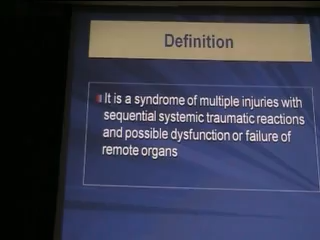 Definition
It is a syndrome of multiple injuries with
sequential systemic traumatic reactions
and possible dysfunction or failure of
remote organs